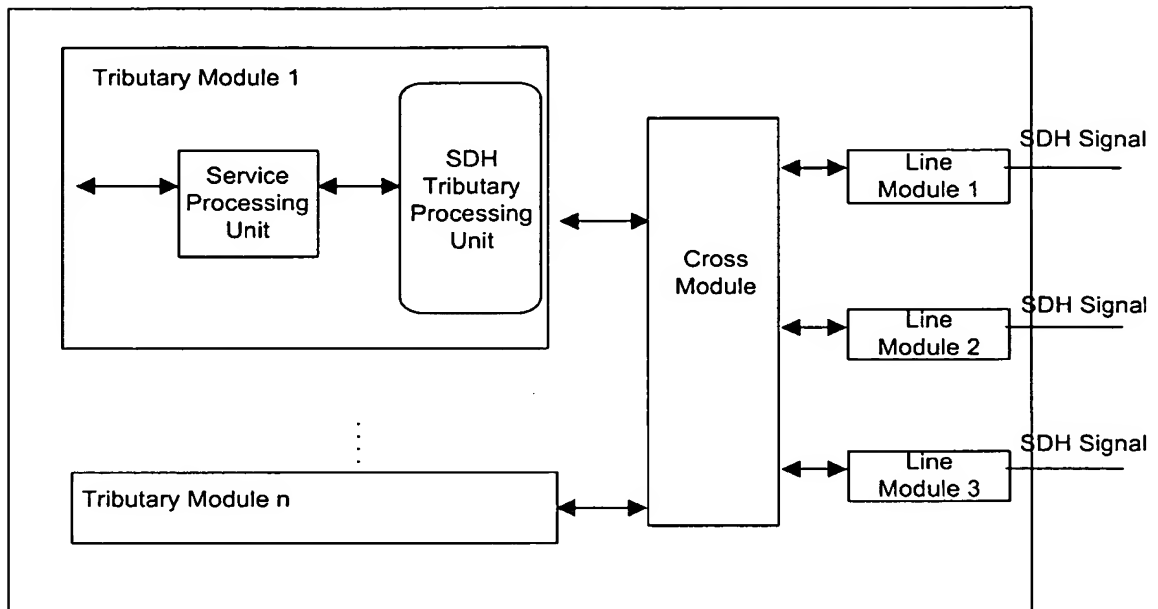 Tributary Module 1
Service
Processing
Unit
SDH
Tributary
Processing
Unit
Cross
Module
SDH Signal
Line
Module 1
SDH Signal
Line
Module 2
SDH Signal
Line
Module 3
Tributary Module n